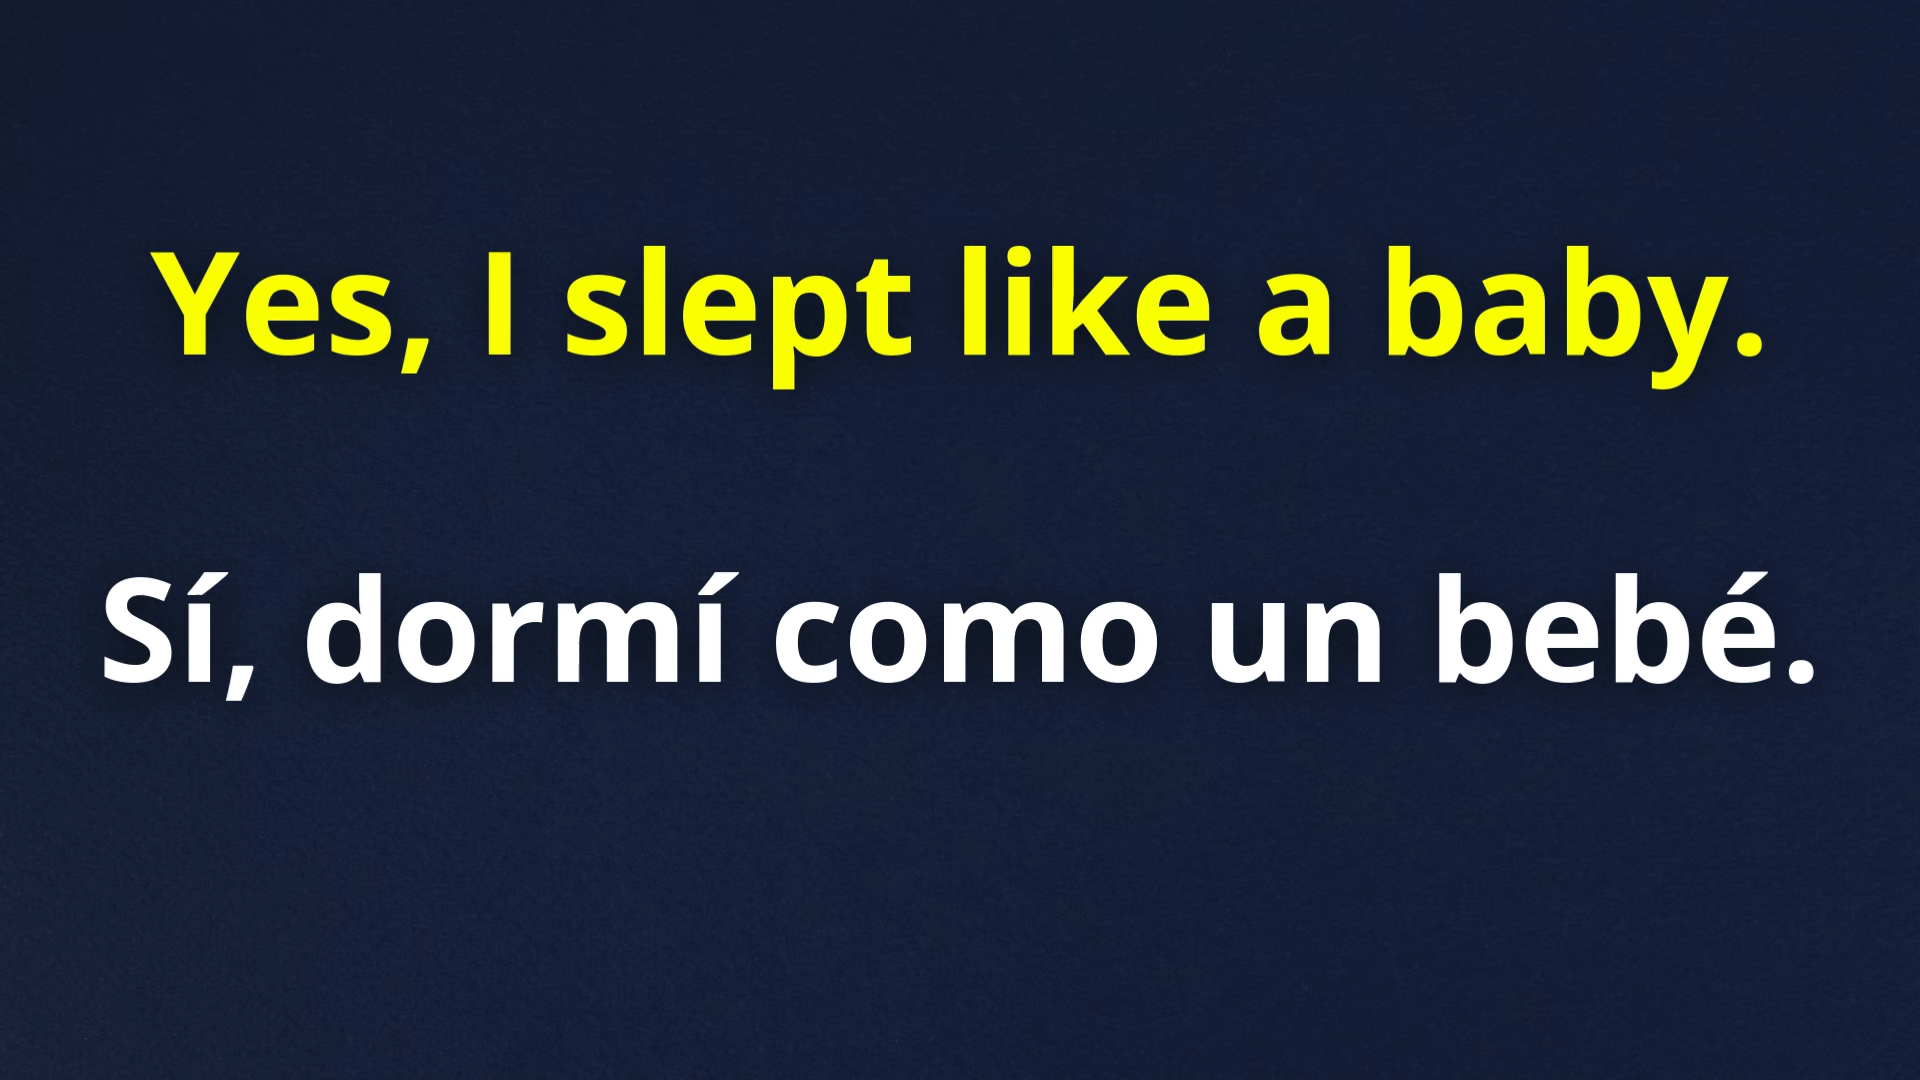 Yes, I slept like a baby.
Sí, dormí como un bebé.